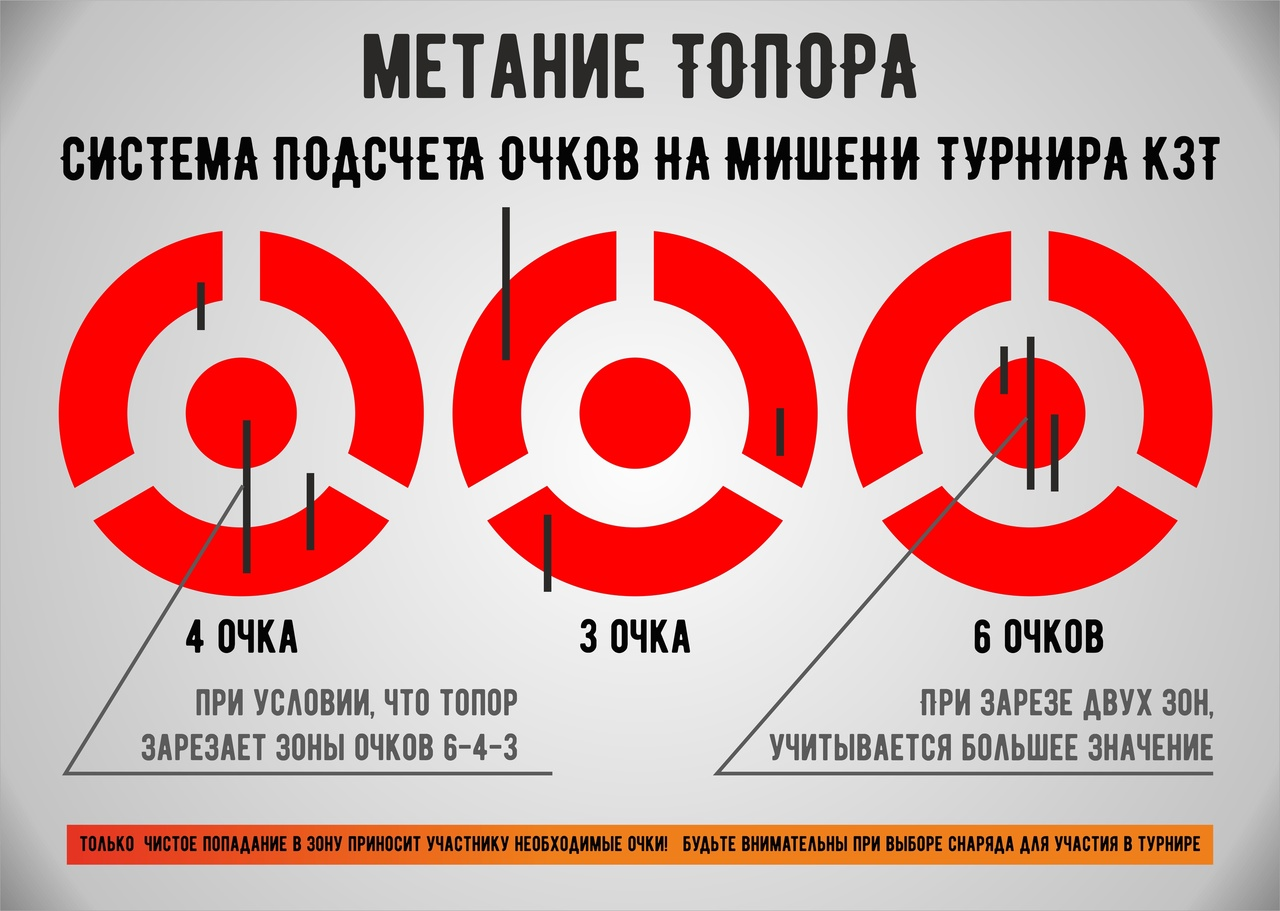 МЕТАНИЕ ТОПОРА
СИСТЕМА ПОДСЧЕТА ОЧКОВ НА МИШЕНИ ТУРНИРА КЗТ
4 ОЧКА
3 ОЧКА
6 ОЧКОВ
ПРИ УСЛОВИИ, ЧТО ТОПОР
ЗАРЕЗАЕТ ЗОНЫ ОЧКОВ 6-4-3
ПРИ ЗАРЕЗЕ ДВУХ ЗОН,
УЧИТЫВАЕТСЯ БОЛЬШЕЕ ЗНАЧЕНИЕ
ТОЛЬКО ЧИСТОЕ ПОПАДАНИЕ В ЗОНУ ПРИНОСИТ УЧАСТНИКУ НЕОБХОДИМЫЕ ОЧКИ! БУДЬТЕ ВНИМАТЕЛЬНЫ ПРИ ВЫБОРЕ СНАРЯДА ДЛЯ УЧАСТИЯ В ТУРНИРЕ